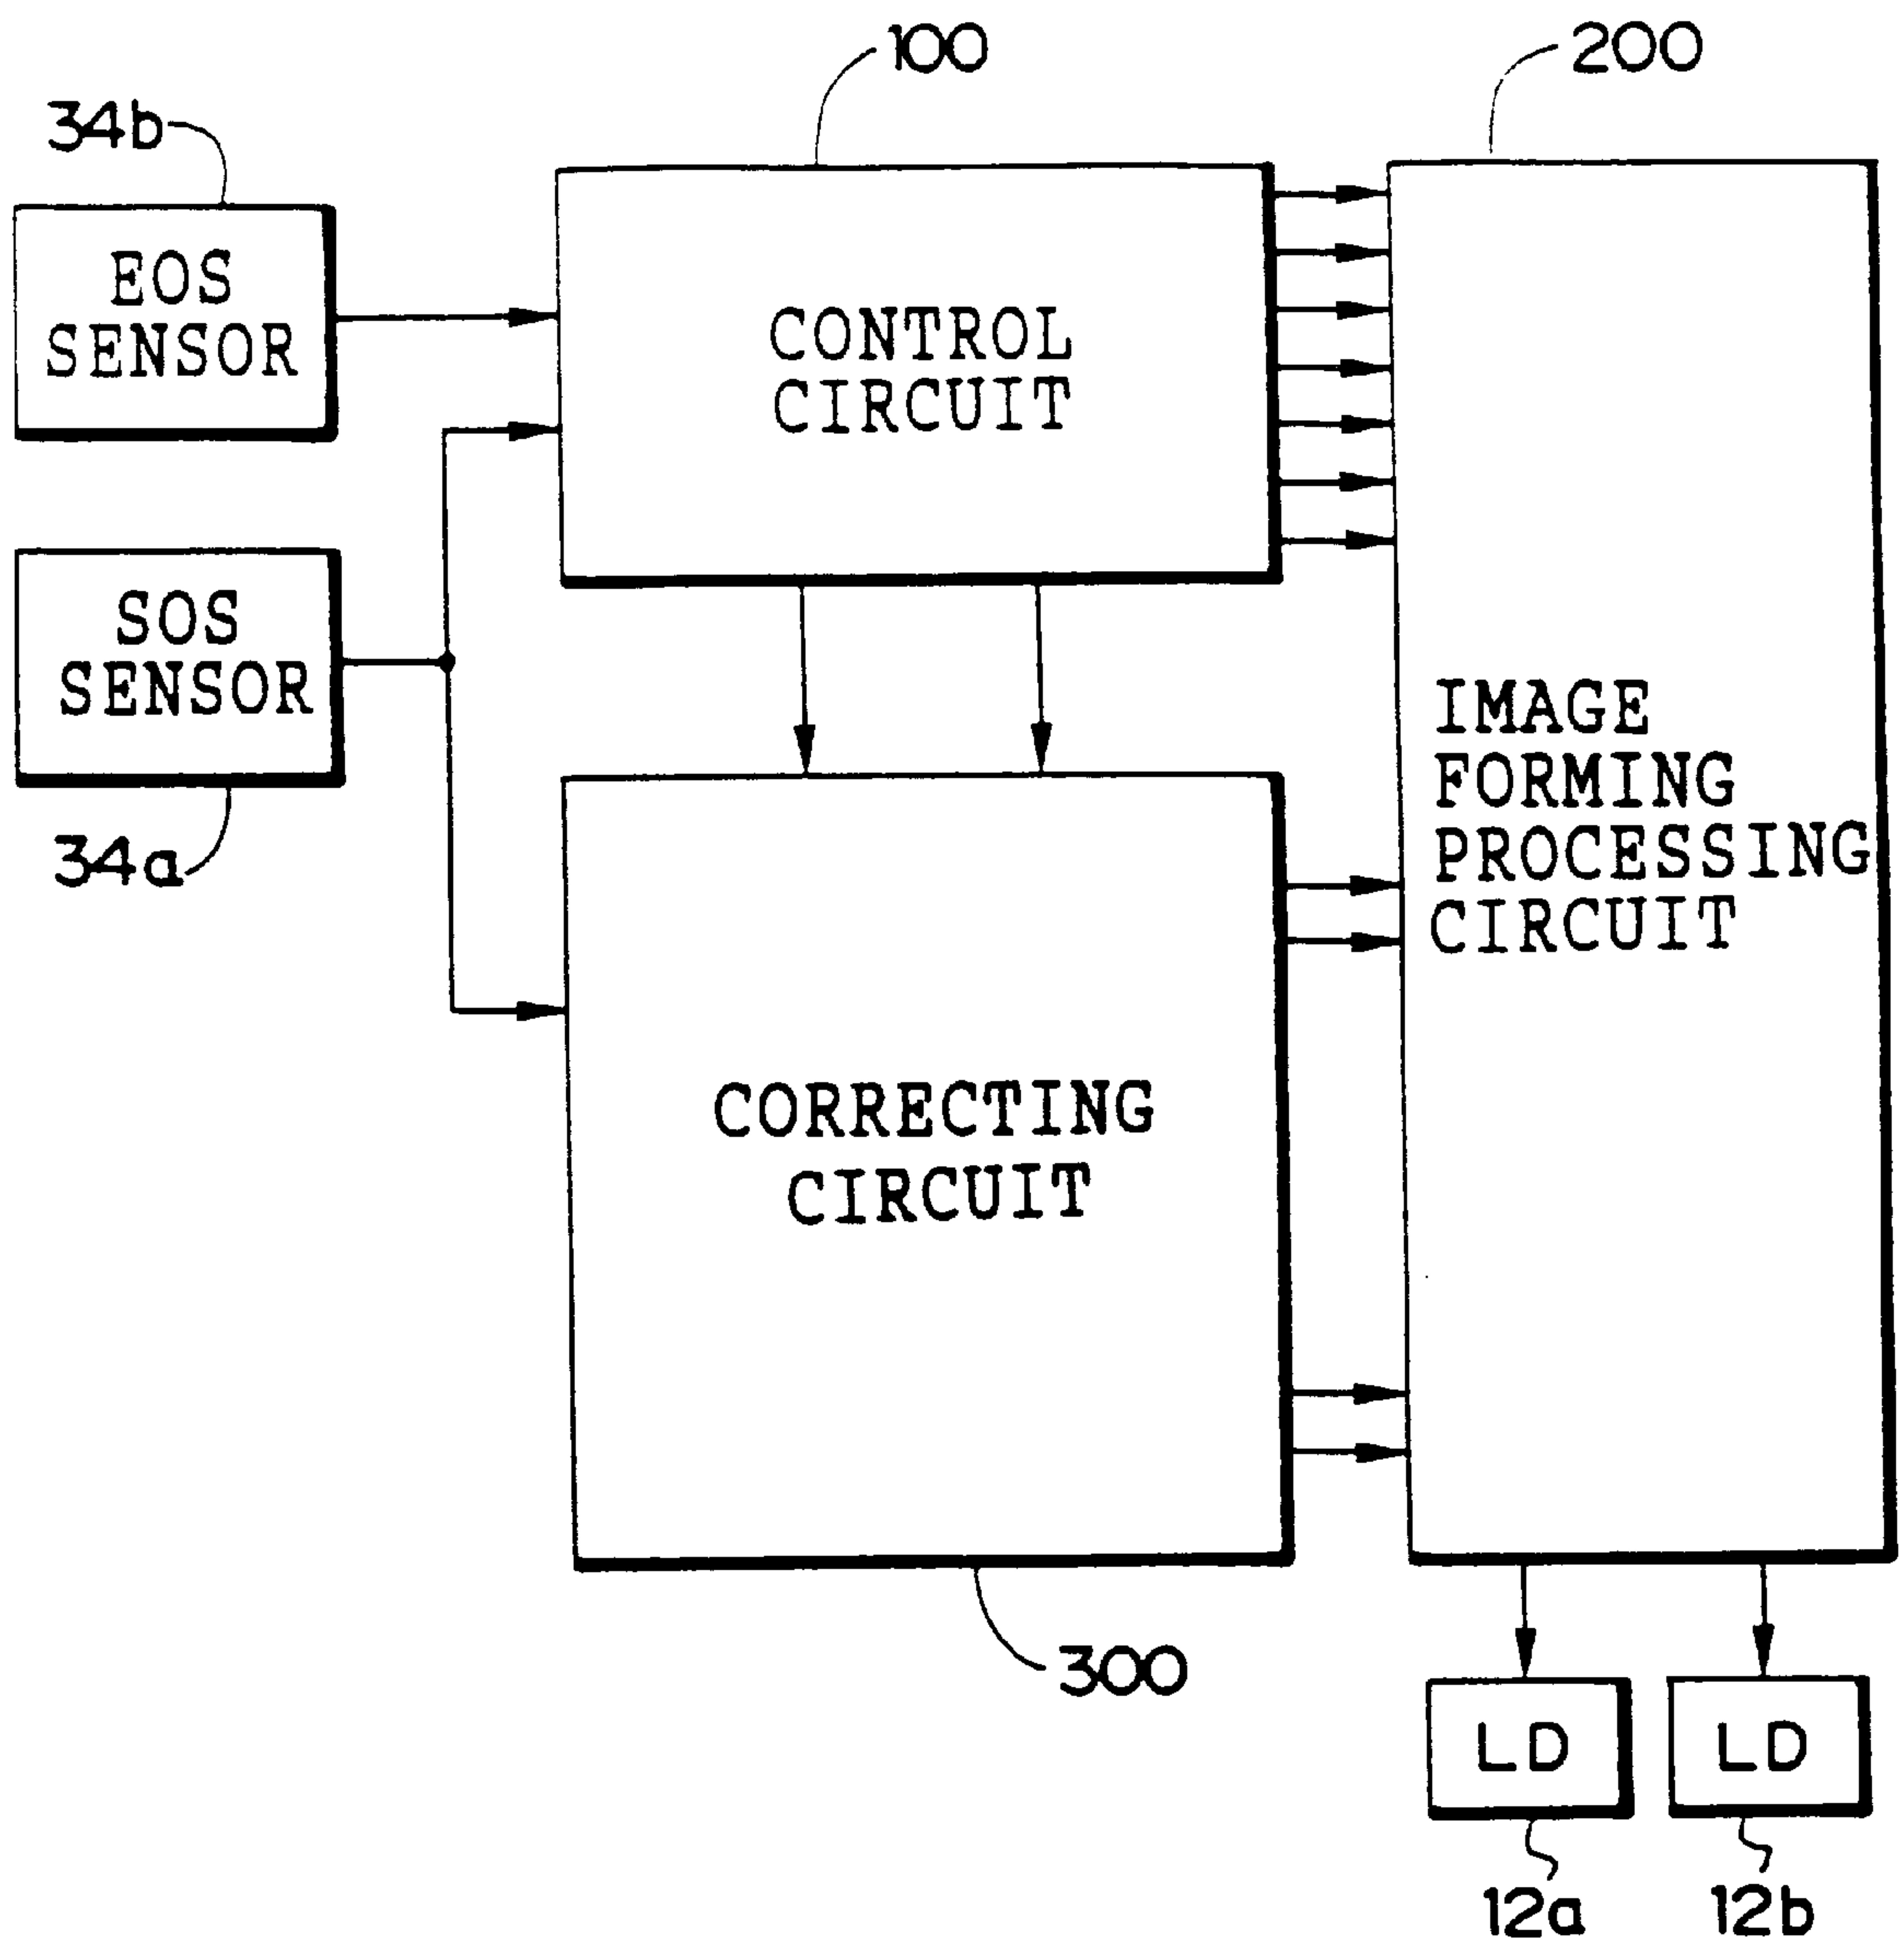 100
200
34b
EOS
SENSOR
CONTROL
CIRCUIT
SOS
SENSOR
34a
IMAGE
FORMING
PROCESSING
CIRCUIT
CORRECTING
CIRCUIT
300
LD
LD
12a
12b